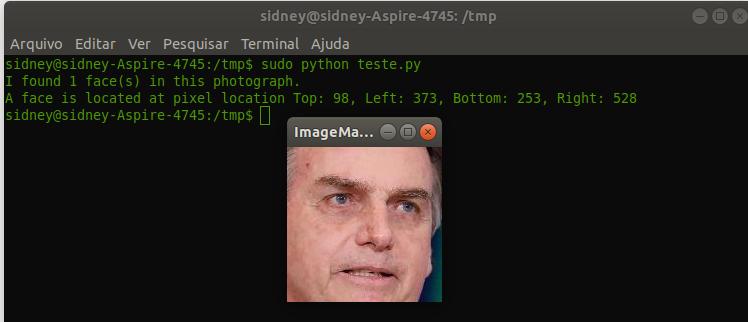 sidney@sidney-Aspire-4745: /tmp
Arquivo Editar Ver Pesquisar Terminal Ajuda
sidney@sidney-Aspire-4745:/tmp$ sudo python teste.py
I found 1 face(s) in this photograph.
A face is located at pixel location Top: 98, Left: 373, Bottom: 253, Right: 528
sidney@sidney-Aspire-4745:/tmp$
ImageMa...